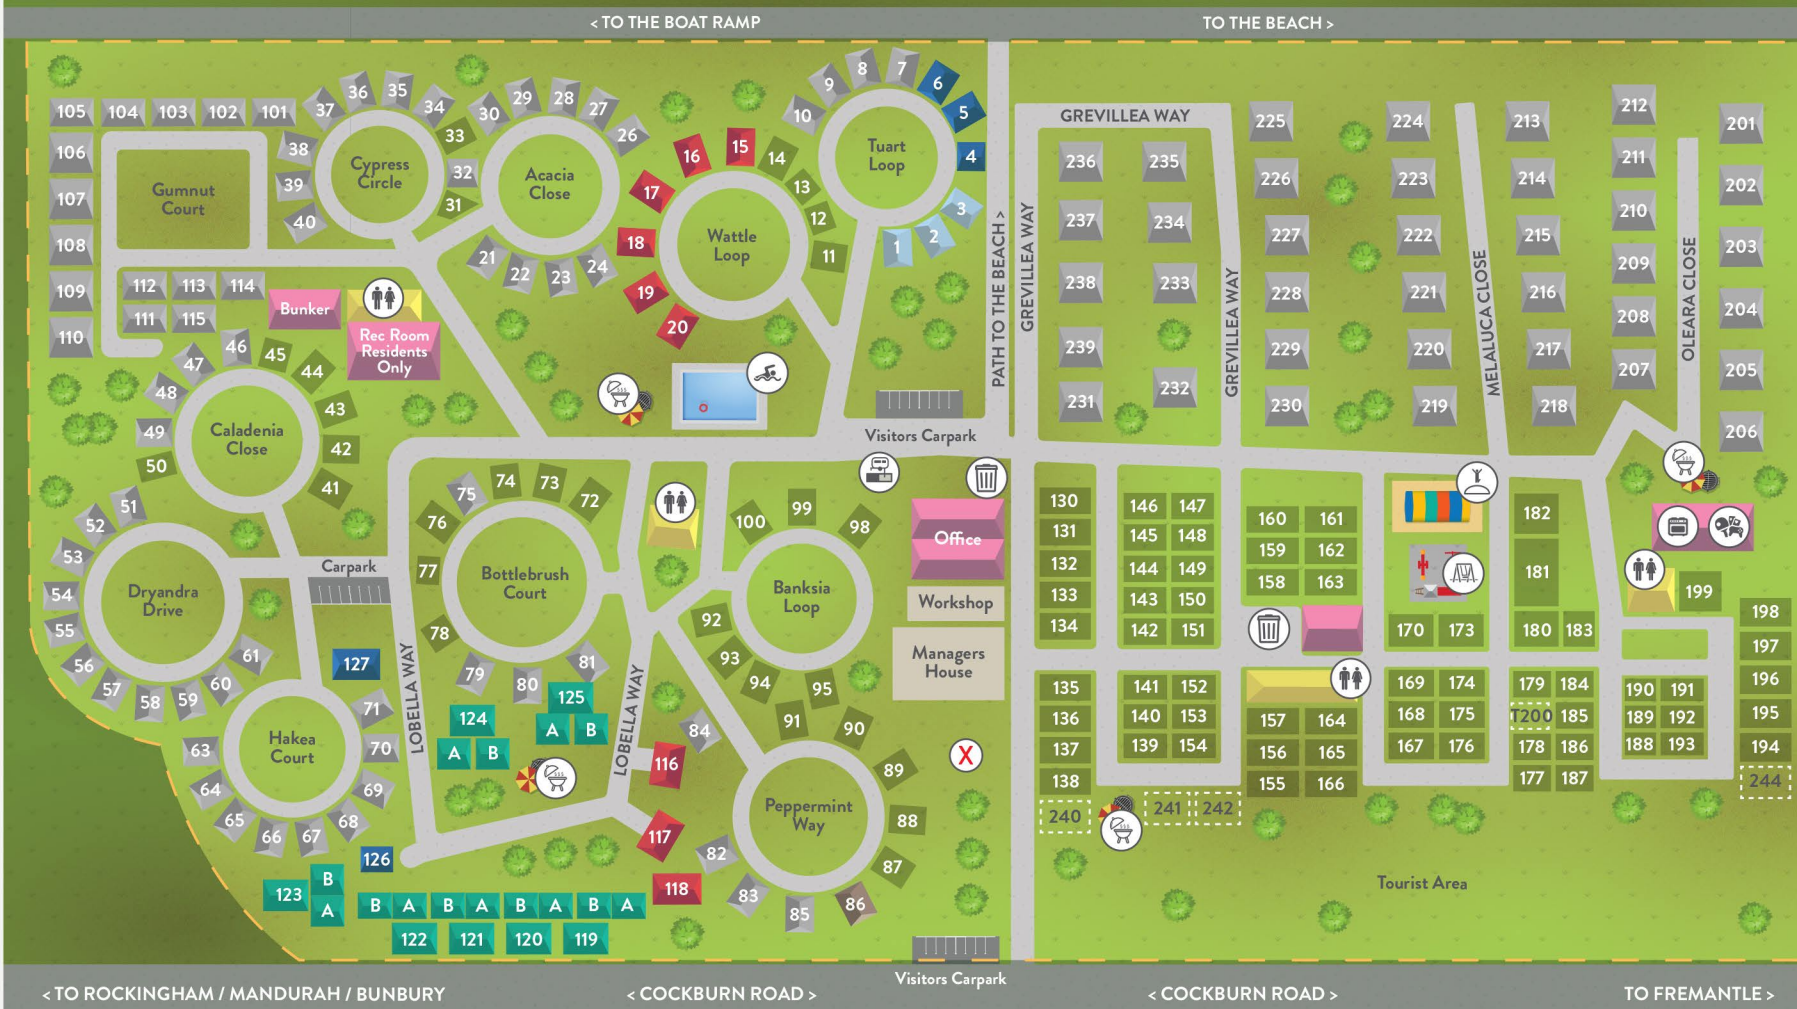 < TO THE BOAT RAMP
TO THE BEACH >
105 104 103 102 101
106
107
108
109
110
Gumnut
Court
112 113 114
111 115
37 36 35 34 33 32 31
38
39
40
Cypress
Circle
30 29 28 27 26
Acacia
Close
21 22 23 24
Bunker
Rec Room
Residents
Only
16 15 14 13 12 11
17
18
19
20
Wattle
Loop
10 9 8 7 6 5 4 3 2 1
Tuart
Loop
PATH TO THE BEACH >
Visitors Carpark
46 45 44 43 42 41
47
48
49
50
Caladenia
Close
51
52
53
54
55
56
57
58
59
60
61
Dryandra
Drive
Carpark
127
71
70
69
68
67
66
65
64
63
Hakea
Court
126
LOBELLA WAY
76 75 74 73 72
77
78
79
80
81
Bottlebrush
Court
125
A B
124
A B
LOBELLA WAY
84
116
117
118
100 99 98
Banksia
Loop
92
93
94
95
91
90
89
88
87
86
85
83
82
Peppermint
Way
Office
Workshop
Managers
House
X
123
B
A
B A B A B A B A
122 121 120 119
GREVILLEA WAY
GREVILLEA WAY
GREVILLEA WAY
236 235
237 234
238 233
239 232
231
225 224
226 223
227 222
228 221
229 220
230 219
MELALUCA CLOSE
213
214
215
216
217
218
212
211
210
209
208
207
OLEARA CLOSE
201
202
203
204
205
206
130
131
132
133
134
146 147
145 148
144 149
143 150
142 151
160 161
159 162
158 163
170 173
182
181
180 183
199
198
197
196
195
194
244
135
136
137
138
240
141 152
140 153
139 154
241 242
157 164
156 165
155 166
169 174
168 175
167 176
179 184
T200 185
178 186
177 187
190 191
189 192
188 193
Tourist Area
Visitors Carpark
< TO ROCKINGHAM / MANDURAH / BUNBURY
< COCKBURN ROAD >
< COCKBURN ROAD >
TO FREMANTLE >